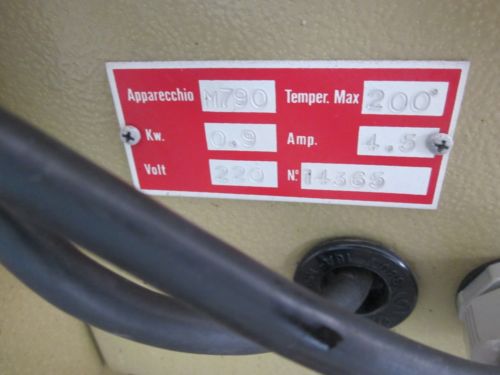 Apparecchio M790 Temper. Max 200°
Kw. 0.9 Amp. 4.5
Volt 220 N° 14365